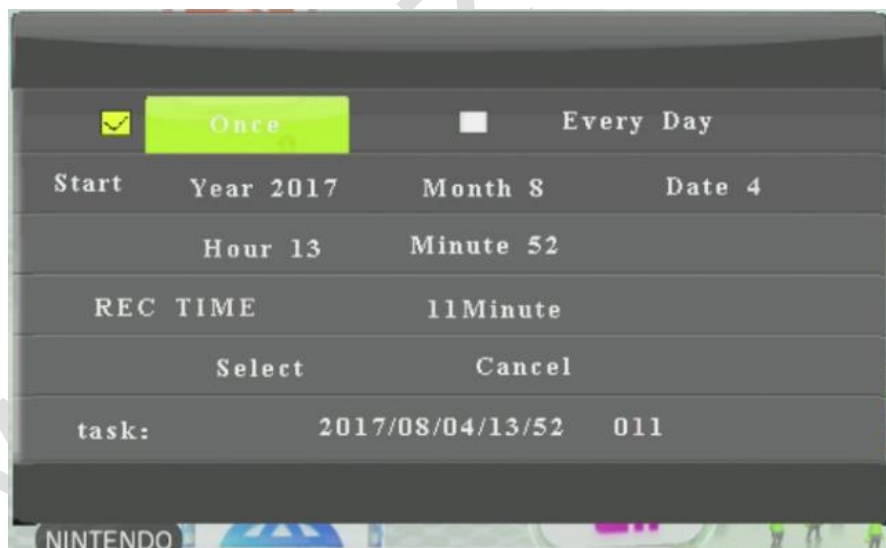 Once Every Day
Start Year 2017 Month 8 Date 4
Hour 13 Minute 52
REC TIME 11Minute
Select Cancel
task: 2017/08/04/13/52 011
NINTENDO